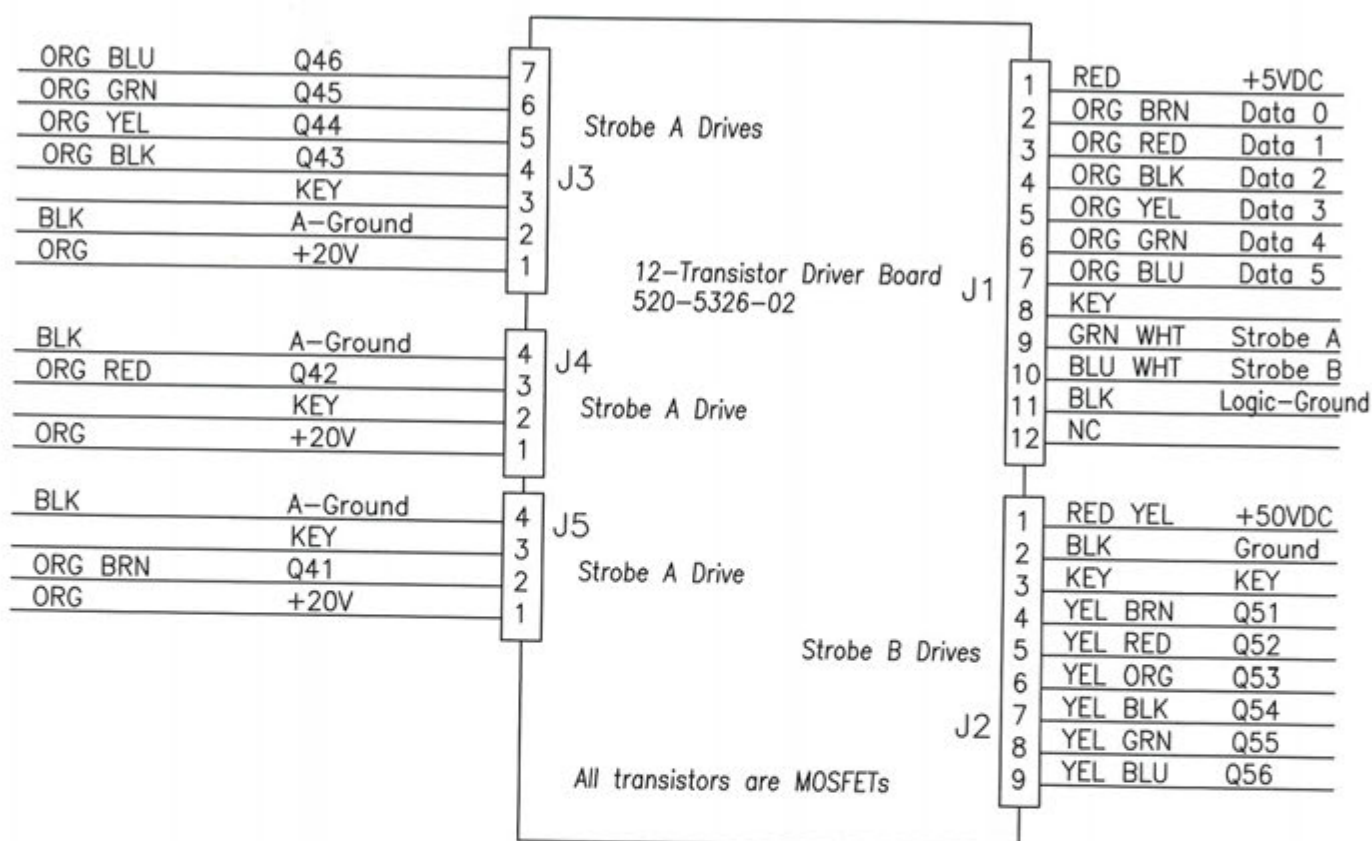 ORG BLU Q46 7
ORG GRN Q45 6
ORG YEL Q44 5
ORG BLK Q43 4
KEY 3
BLK A-Ground 2
ORG +20V 1
J3
Strobe A Drives
BLK A-Ground 4
ORG RED Q42 3
KEY 2
ORG +20V 1
J4
Strobe A Drive
BLK A-Ground 4
KEY 3
ORG BRN Q41 2
ORG +20V 1
J5
Strobe A Drive
12-Transistor Driver Board
520-5326-02
J1
1 RED +5VDC
2 ORG BRN Data 0
3 ORG RED Data 1
4 ORG BLK Data 2
5 ORG YEL Data 3
6 ORG GRN Data 4
7 ORG BLU Data 5
8 KEY
9 GRN WHT Strobe A
10 BLU WHT Strobe B
11 BLK Logic-Ground
12 NC
Strobe B Drives
J2
1 RED YEL +50VDC
2 BLK Ground
3 KEY KEY
4 YEL BRN Q51
5 YEL RED Q52
6 YEL ORG Q53
7 YEL BLK Q54
8 YEL GRN Q55
9 YEL BLU Q56
All transistors are MOSFETs